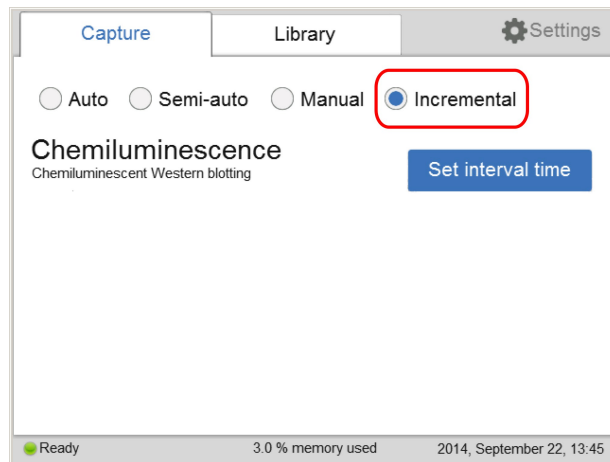 Capture Library Settings
Auto Semi-auto Manual Incremental
Chemiluminescence
Chemiluminescent Western blotting
Set interval time
Ready 3.0 % memory used 2014, September 22, 13:45